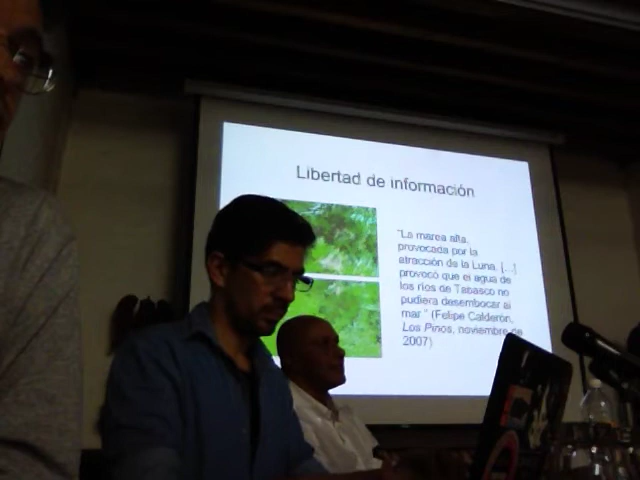 Libertad de información
"La marea alta,
provocada por la
atracción de la Luna, [...]
provocó que el agua de
los ríos de Tabasco no
pudiera desembocar al
mar." (Felipe Calderón,
Los Pinos, noviembre de
2007)